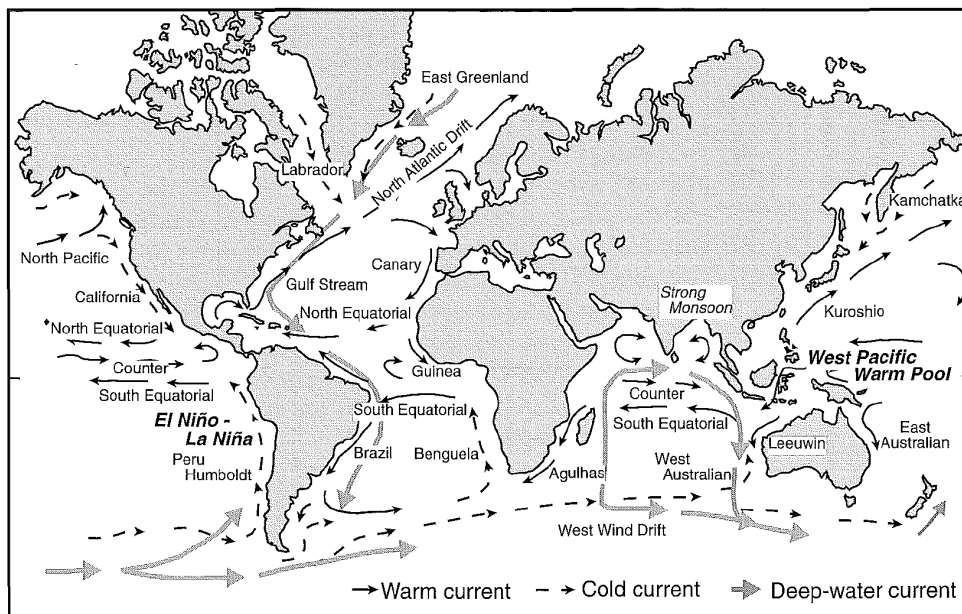 East Greenland
Labrador
North Atlantic Drift
Kamchatka
North Pacific
Canary
California
Gulf Stream
Strong
Monsoon
Kuroshio
North Equatorial
North Equatorial
West Pacific
Warm Pool
Counter
Guinea
Counter
South Equatorial
South Equatorial
South Equatorial
El Niño -
La Niña
East
Australian
Leeuwin
Peru
Humboldt
Brazil
Benguela
Agulhas
West
Australian
West Wind Drift
Warm current
Cold current
Deep-water current